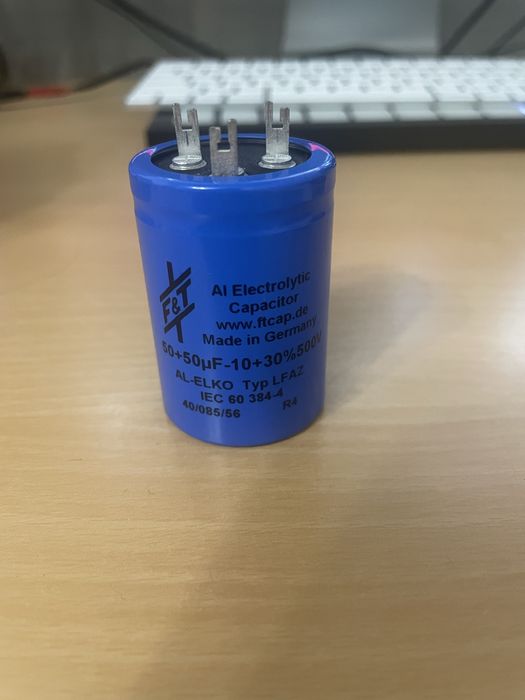 F&T
Al Electrolytic
Capacitor
www.ftcap.de
Made in Germany
50+50µF-10+30%500V
AL-ELKO Typ LFAZ
IEC 60 384-4
40/085/56 R4